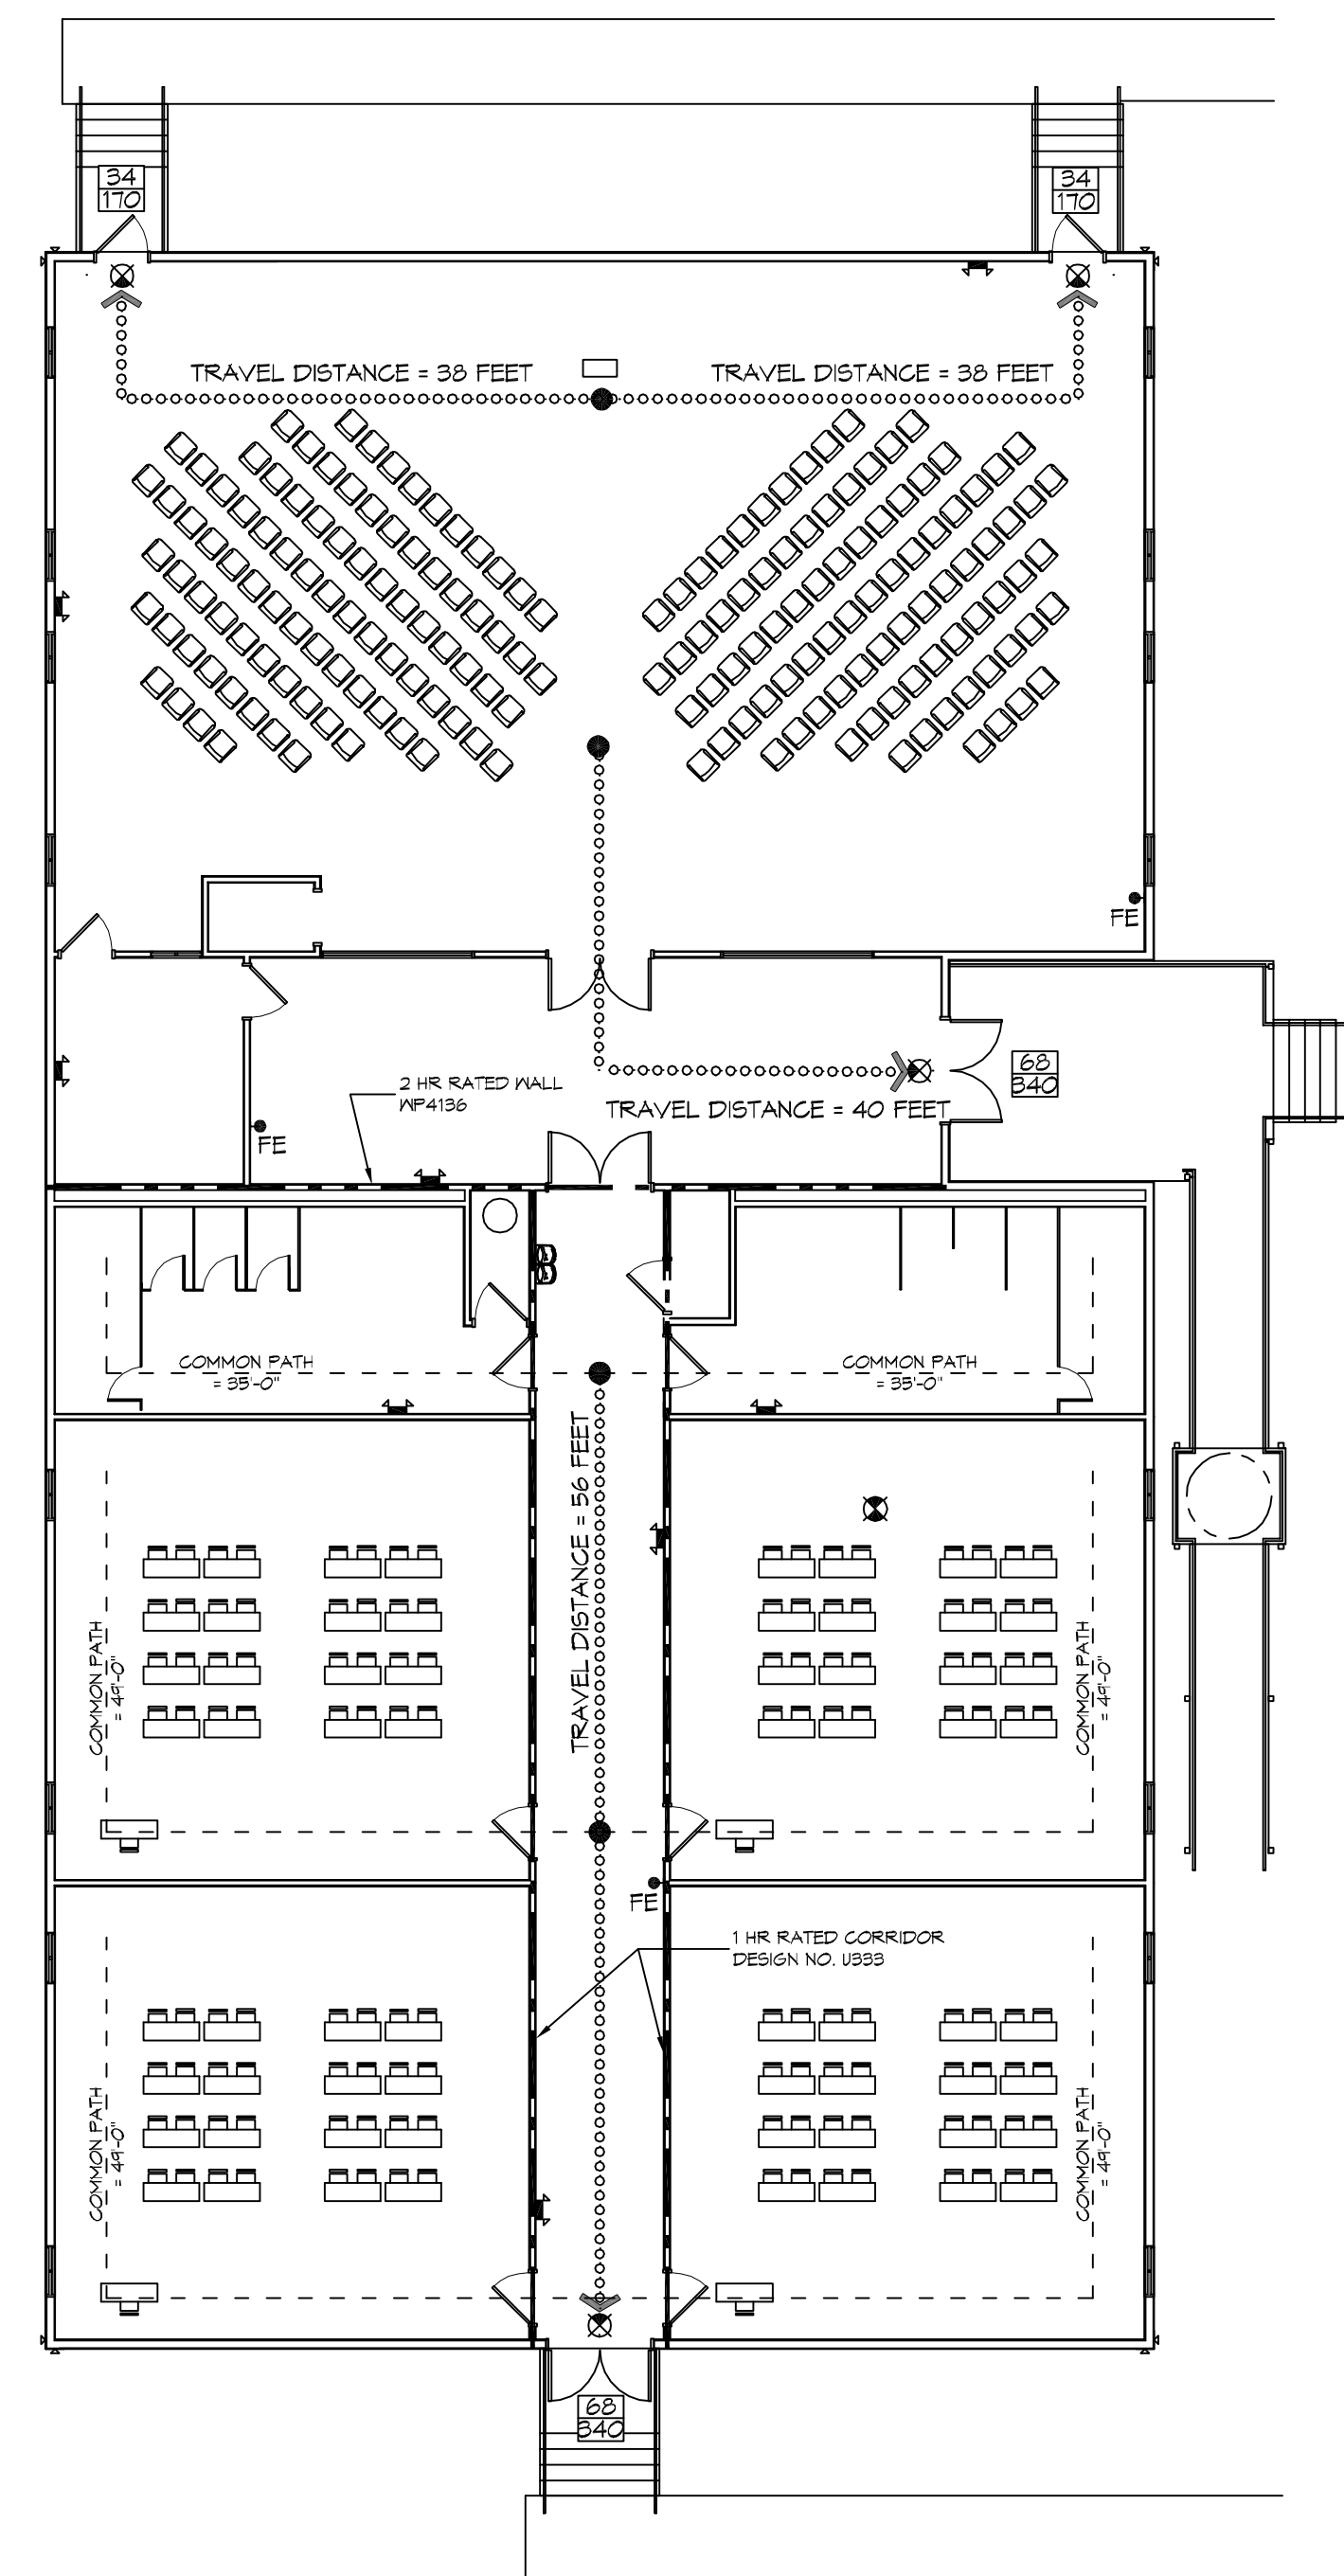 34
170
34
170
TRAVEL DISTANCE = 38 FEET
TRAVEL DISTANCE = 38 FEET
FE
2 HR RATED WALL
WP4136
68
340
TRAVEL DISTANCE = 40 FEET
FE
COMMON PATH
= 35'-0"
COMMON PATH
= 35'-0"
TRAVEL DISTANCE = 56 FEET
COMMON PATH
= 49'-0"
COMMON PATH
= 49'-0"
FE
1 HR RATED CORRIDOR
DESIGN NO. U333
COMMON PATH
= 49'-0"
COMMON PATH
= 49'-0"
68
340